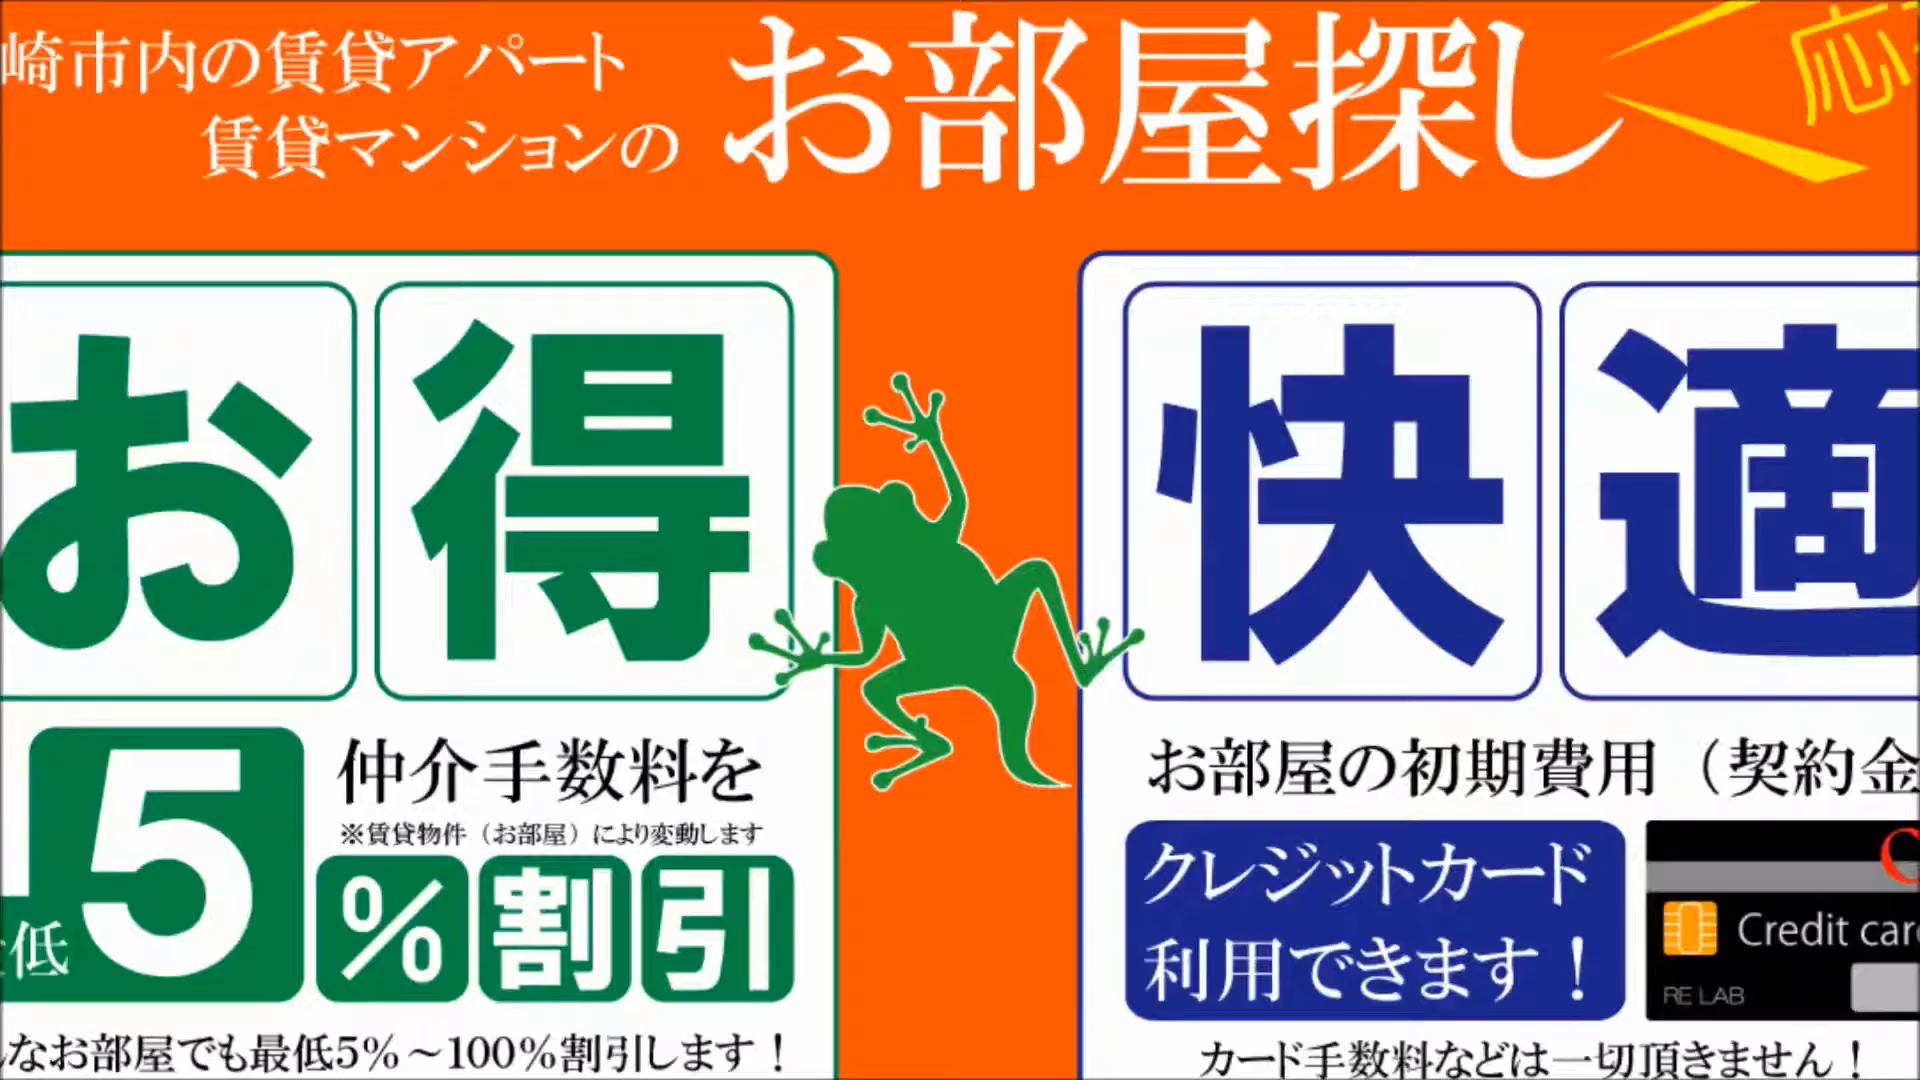 崎市内の賃貸アパート
賃貸マンションの
お部屋探し
応
お得
快適
5
仲介手数料を
※賃貸物件（お部屋）により変動します
低
%割引
なお部屋でも最低5%～100%割引します！
お部屋の初期費用（契約金
クレジットカード
利用できます！
Credit car
RE LAB
カード手数料などは一切頂きません！